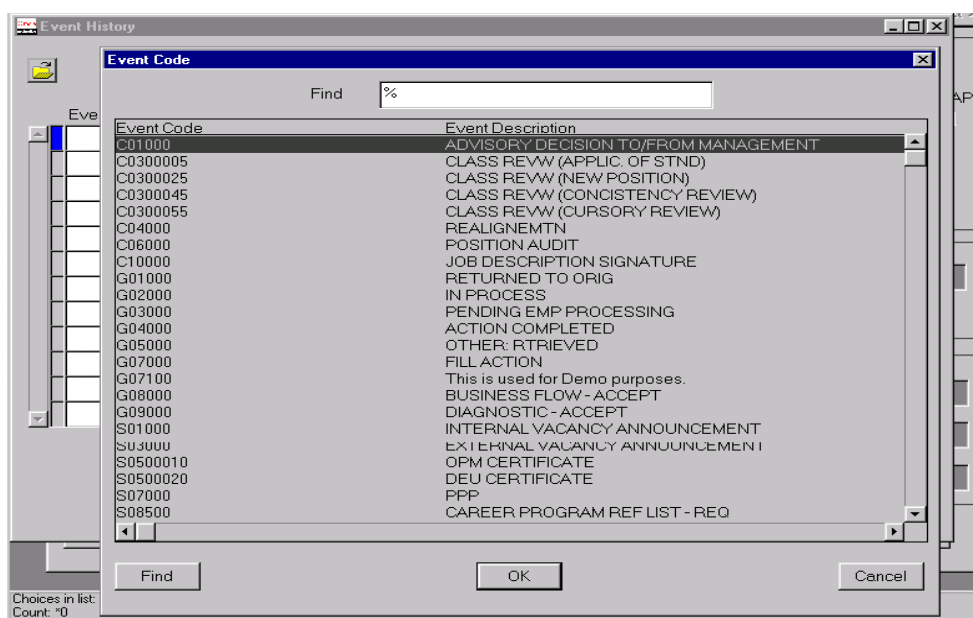 Event History
Event Code
Find %
Eve
AP
Event Code Event Description
C01000 ADVISORY DECISION TO/FROM MANAGEMENT
C0300005 CLASS REVW (APPLIC. OF STND)
C0300025 CLASS REVW (NEW POSITION)
C0300045 CLASS REVW (CONCISTENCY REVIEW)
C0300055 CLASS REVW (CURSORY REVIEW)
C04000 REALIGNEMTN
C06000 POSITION AUDIT
C10000 JOB DESCRIPTION SIGNATURE
G01000 RETURNED TO ORIG
G02000 IN PROCESS
G03000 PENDING EMP PROCESSING
G04000 ACTION COMPLETED
G05000 OTHER: RTRIEVED
G07000 FILL ACTION
G07100 This is used for Demo purposes.
G08000 BUSINESS FLOW - ACCEPT
G09000 DIAGNOSTIC - ACCEPT
S01000 INTERNAL VACANCY ANNOUNCEMENT
S03000 EXTERNAL VACANCY ANNOUNCEMENT
S0500010 OPM CERTIFICATE
S0500020 DEU CERTIFICATE
S07000 PPP
S08500 CAREER PROGRAM REF LIST - REQ
Find OK Cancel
Choices in list:
Count: *0